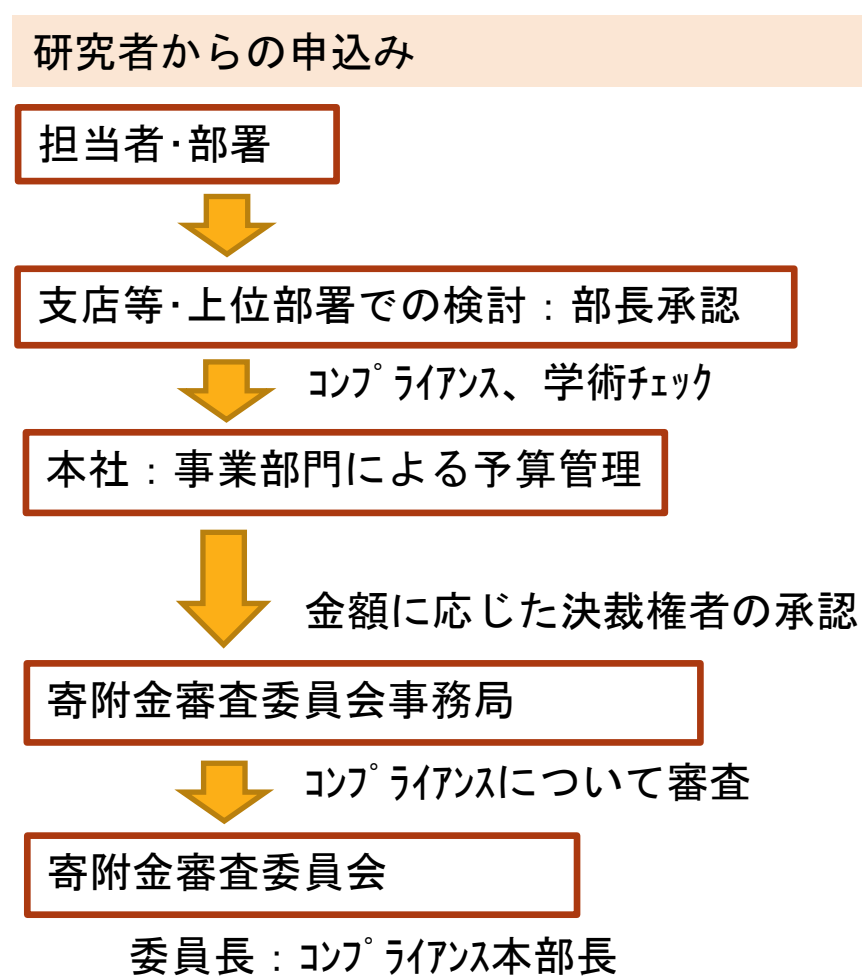 研究者からの申込み
担当者･部署
支店等･上位部署での検討：部長承認
ｺﾝﾌﾟﾗｲｱﾝｽ、学術ﾁｪｯｸ
本社：事業部門による予算管理
金額に応じた決裁権者の承認
寄附金審査委員会事務局
ｺﾝﾌﾟﾗｲｱﾝｽについて審査
寄附金審査委員会
委員長：ｺﾝﾌﾟﾗｲｱﾝｽ本部長